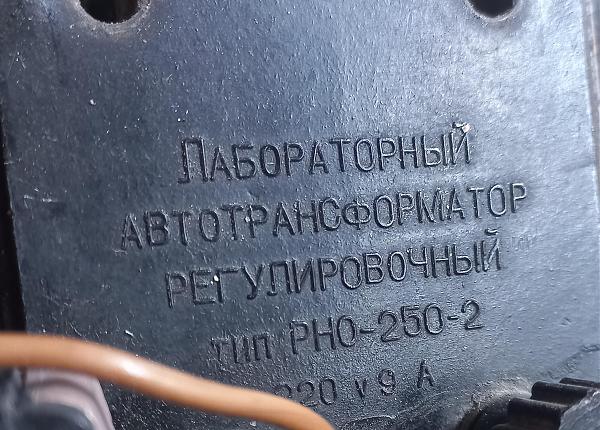 ЛАБОРАТОРНЫЙ
АВТОТРАНСФОРМАТОР
РЕГУЛИРОВОЧНЫЙ
ТИП РНО-250-2
220 V 9 А